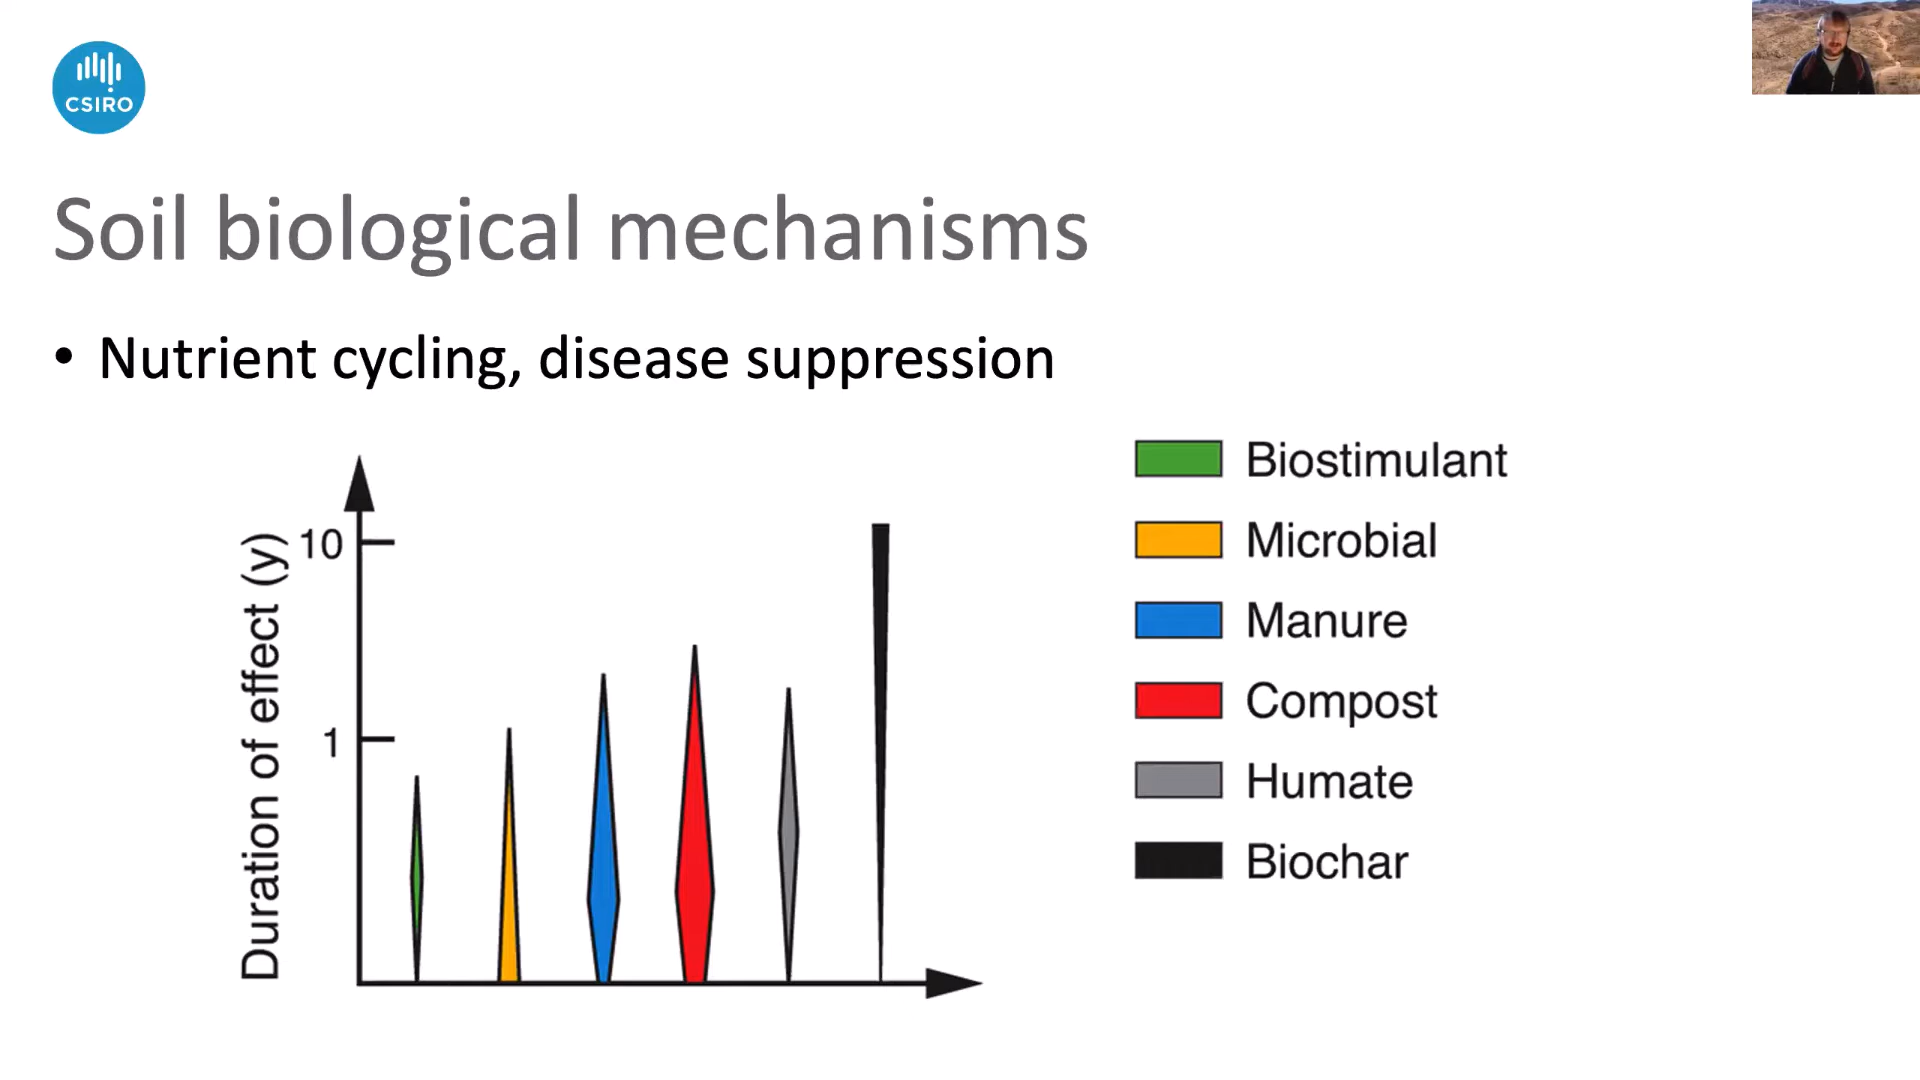 CSIRO
Soil biological mechanisms
• Nutrient cycling, disease suppression
Duration of effect (y)
10
1
Biostimulant
Microbial
Manure
Compost
Humate
Biochar